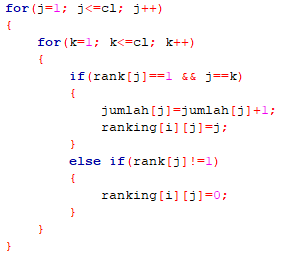 for(j=1; j<=cl; j++)
{
for(k=1; k<=cl; k++)
{
if(rank[j]==1 && j==k)
{
jumlah[j]=jumlah[j]+1;
ranking[i][j]=j;
}
else if(rank[j]!=1)
{
ranking[i][j]=0;
}
}
}